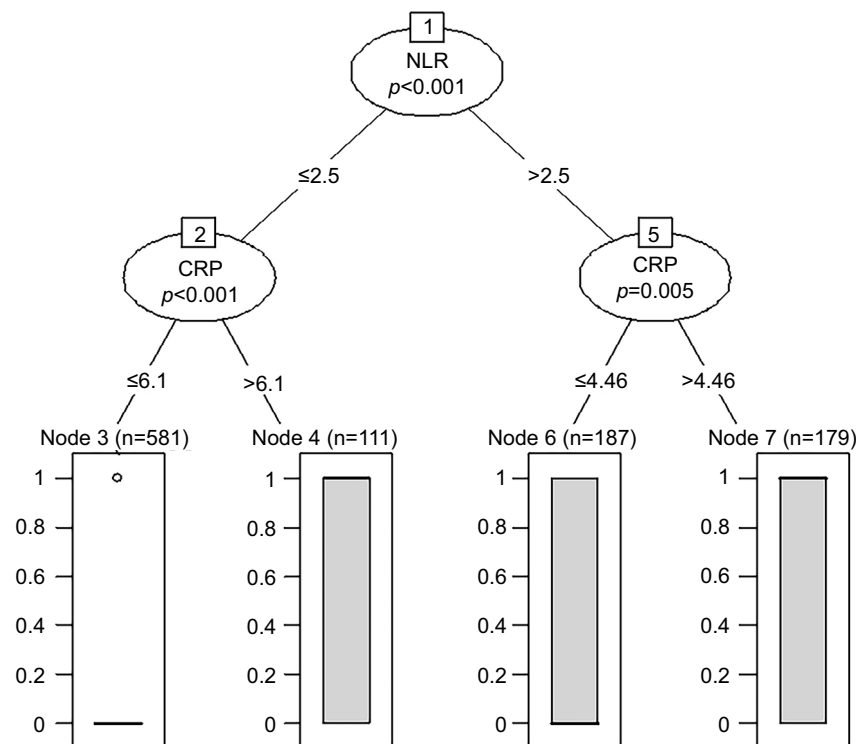 1
NLR
p<0.001
≤2.5 >2.5
2 5
CRP CRP
p<0.001 p=0.005
≤6.1 >6.1 ≤4.46 >4.46
Node 3 (n=581) Node 4 (n=111) Node 6 (n=187) Node 7 (n=179)
1 1 1 1
0.8 0.8 0.8 0.8
0.6 0.6 0.6 0.6
0.4 0.4 0.4 0.4
0.2 0.2 0.2 0.2
0 0 0 0